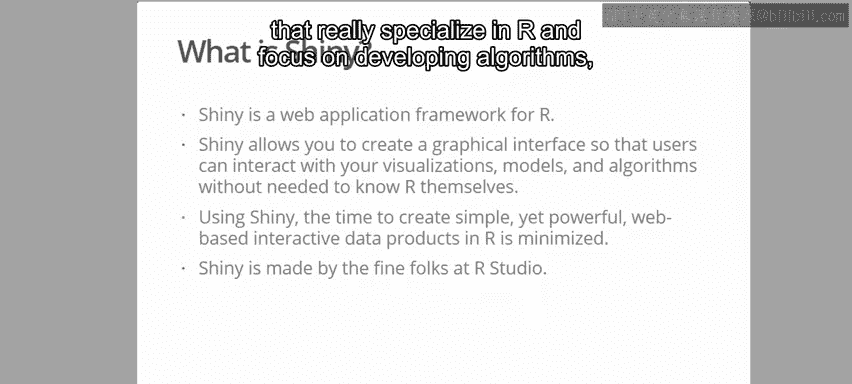 that really specialize in R and
What is Shiny?
focus on developing algorithms,
· Shiny is a web application framework for R.
· Shiny allows you to create a graphical interface so that users
can interact with your visualizations, models, and algorithms
without needed to know R themselves.
· Using Shiny, the time to create simple, yet powerful, web-
based interactive data products in R is minimized.
· Shiny is made by the fine folks at R Studio.